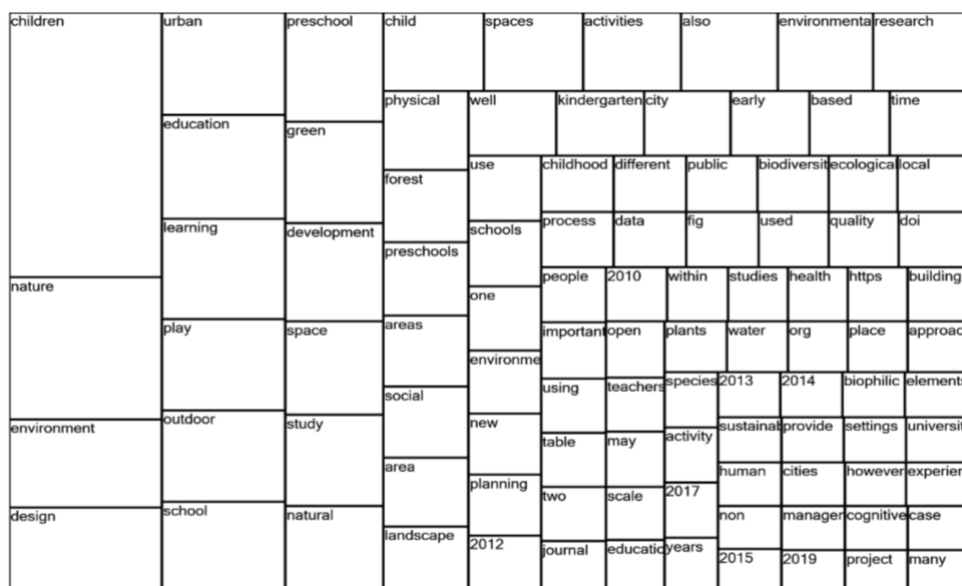 children
nature
environment
design
urban
education
learning
play
outdoor
school
preschool
green
development
space
study
natural
child
spaces
activities
also
environmenta
research
physical
forest
preschools
areas
social
area
landscape
well
kindergarten
city
early
based
time
use
schools
one
environme
new
planning
2012
childhood
different
public
biodiversit
ecological
local
process
data
fig
used
quality
doi
people
2010
within
studies
health
https
building
important
open
plants
water
org
place
approac
using
teachers
species
2013
2014
biophilic
element
table
may
activity
sustainab
provide
settings
universit
human
cities
however
experien
two
scale
2017
non
manager
cognitive
case
journal
educatio
years
2015
2019
project
many